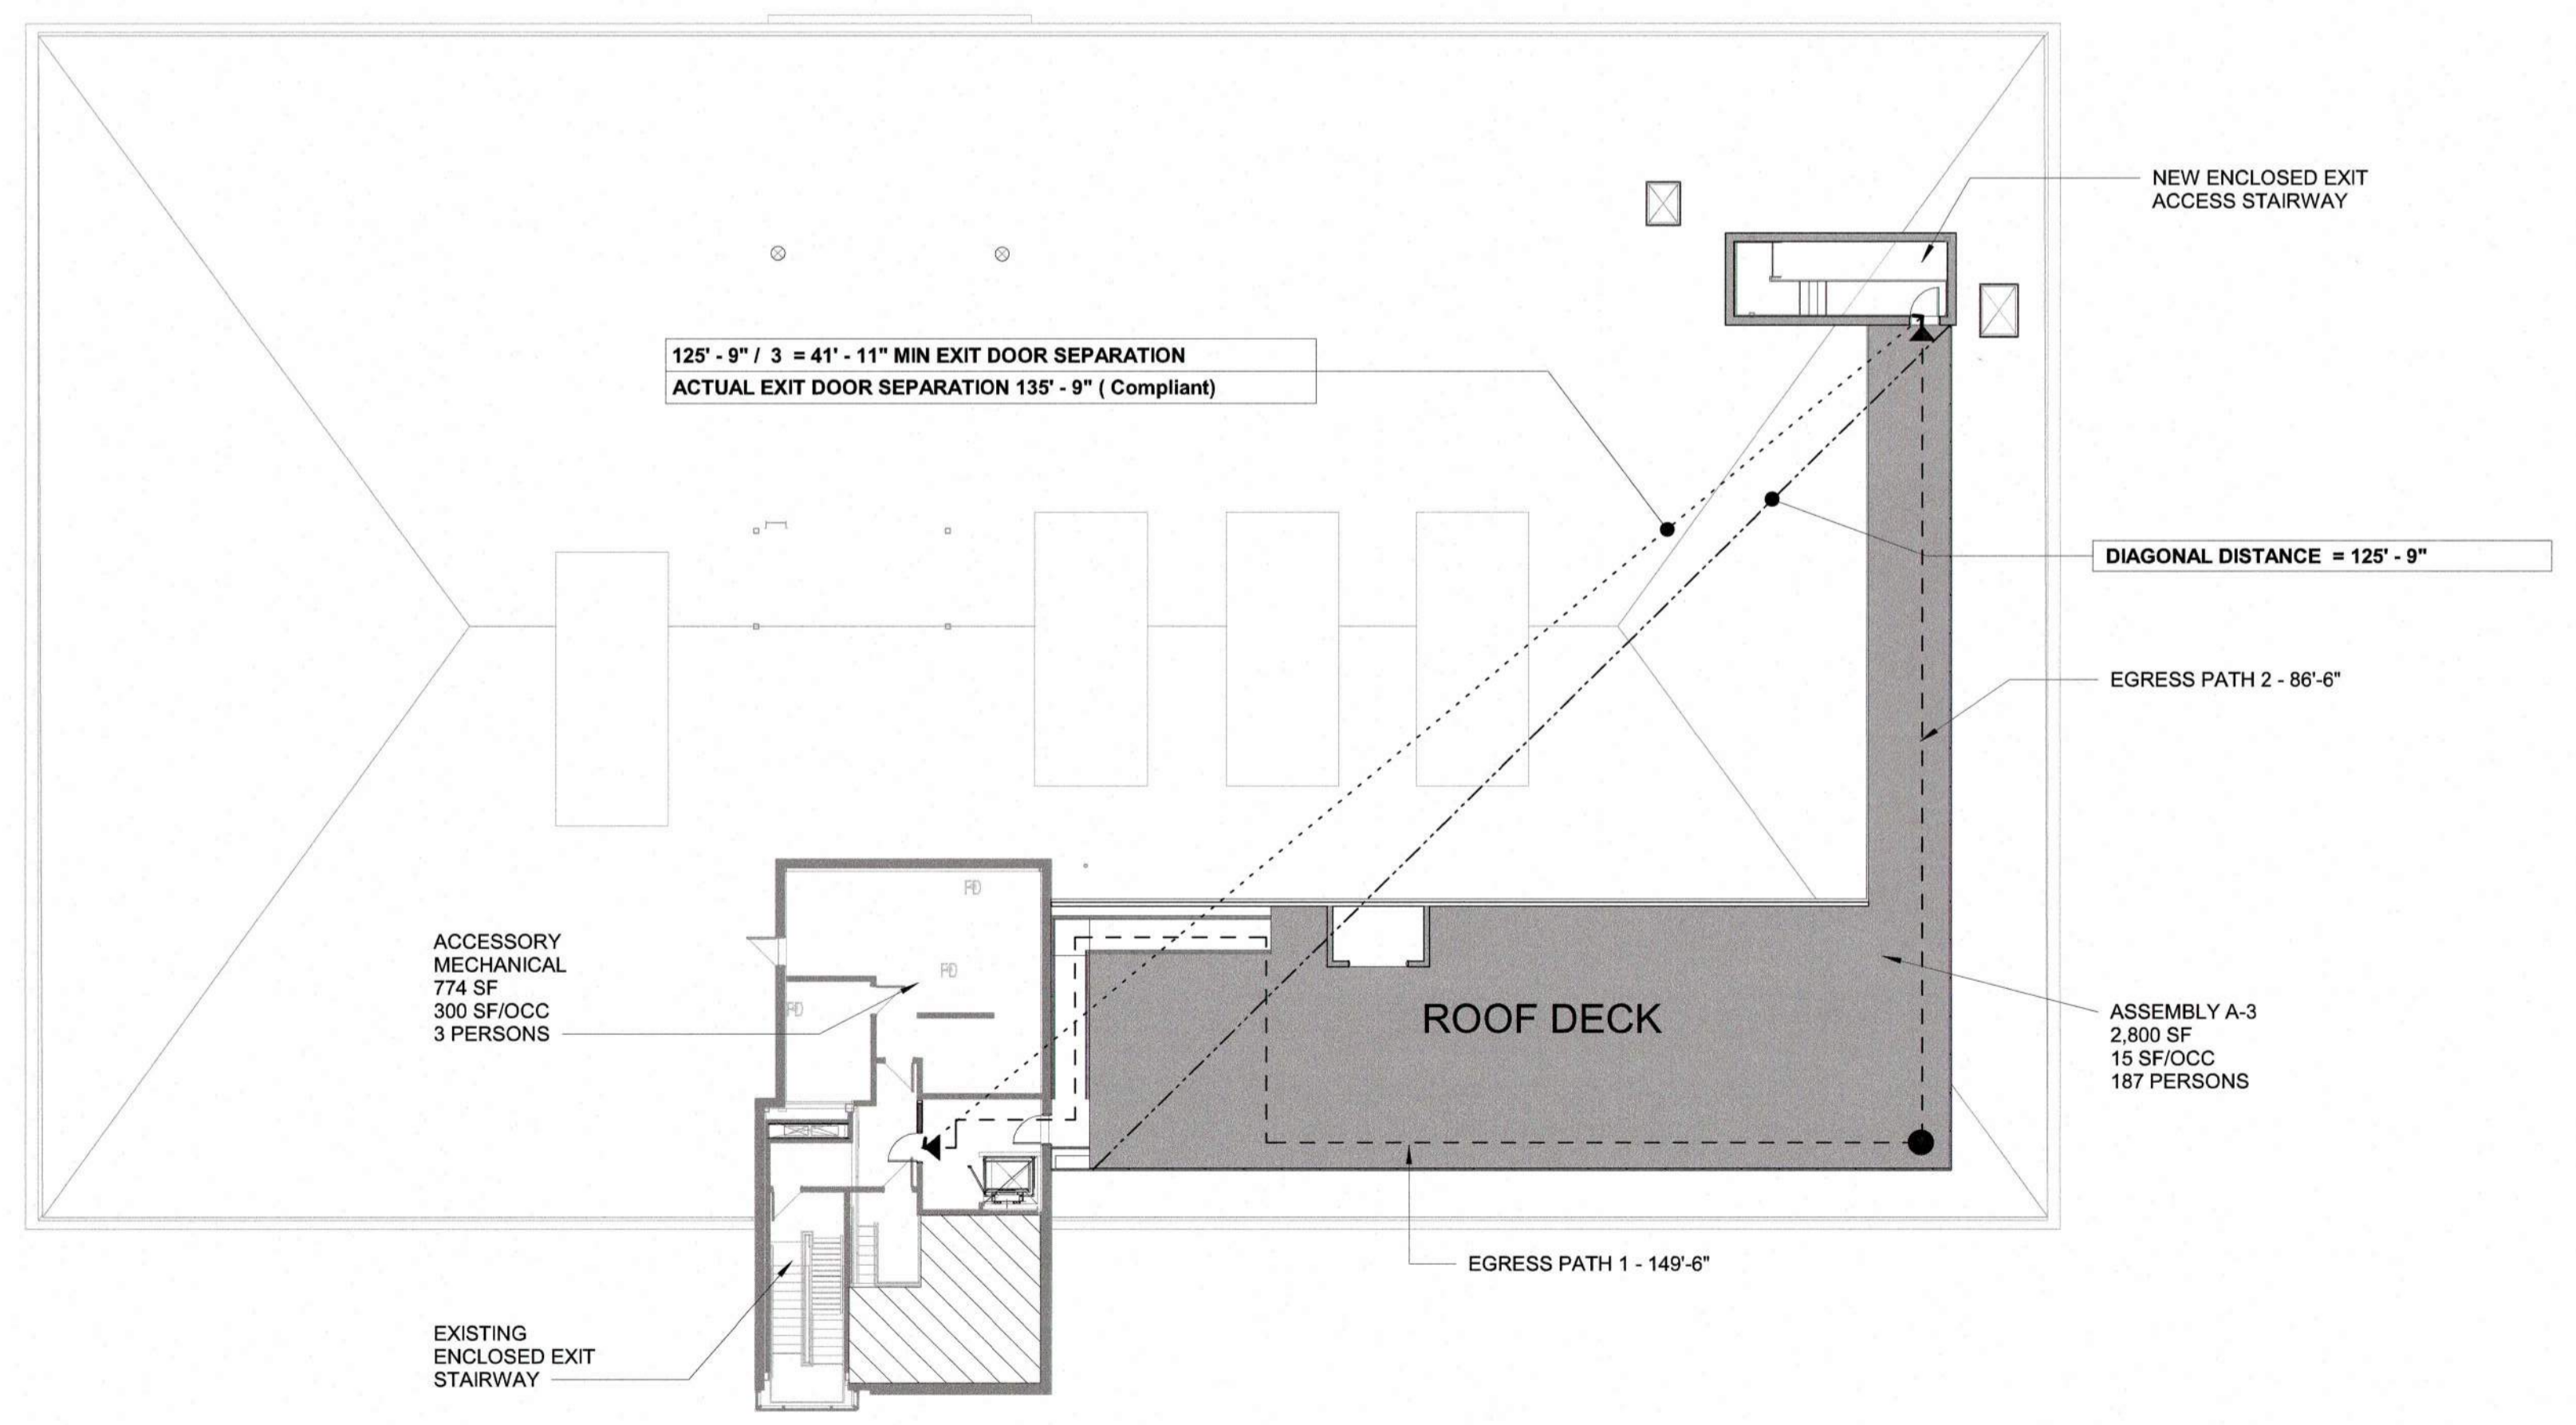 NEW ENCLOSED EXIT
ACCESS STAIRWAY
125' - 9" / 3 = 41' - 11" MIN EXIT DOOR SEPARATION
ACTUAL EXIT DOOR SEPARATION 135' - 9" ( Compliant)
DIAGONAL DISTANCE = 125' - 9"
EGRESS PATH 2 - 86'-6"
FD
ACCESSORY
MECHANICAL
774 SF
300 SF/OCC
3 PERSONS
FD
FD
ROOF DECK
ASSEMBLY A-3
2,800 SF
15 SF/OCC
187 PERSONS
EGRESS PATH 1 - 149'-6"
EXISTING
ENCLOSED EXIT
STAIRWAY